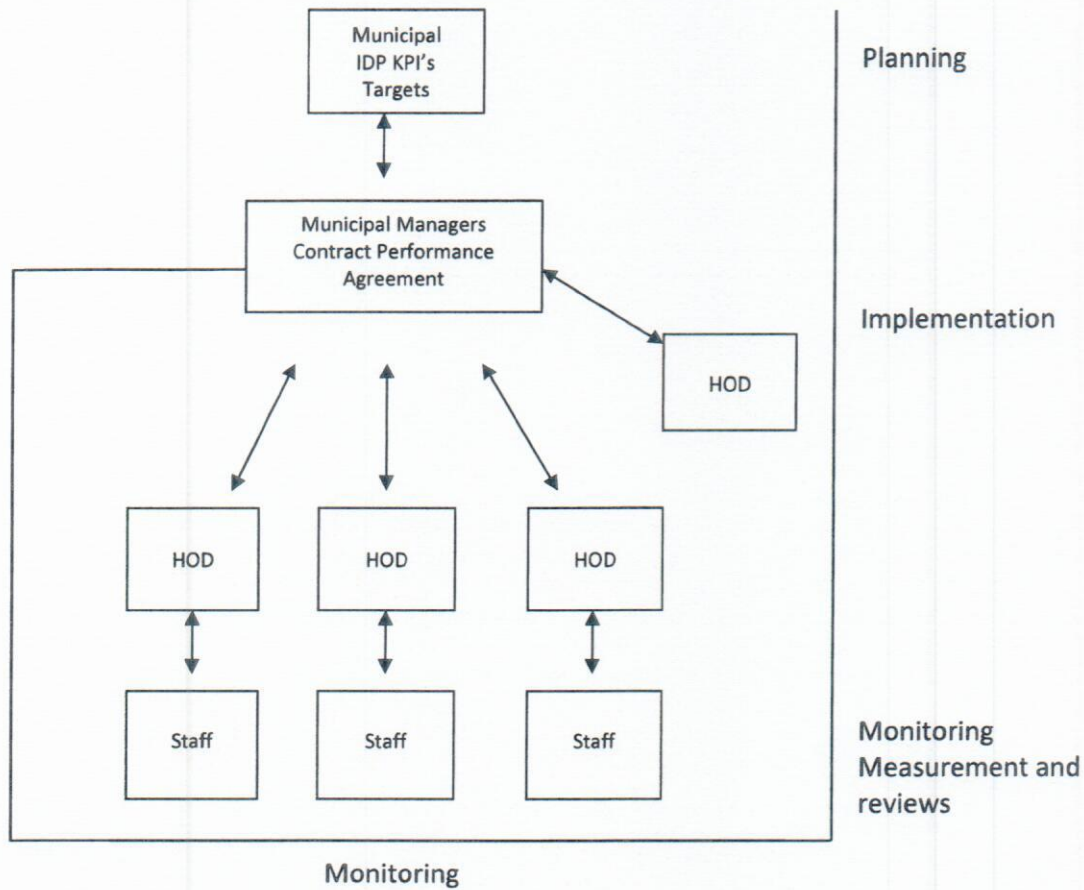 Municipal
IDP KPI's
Targets
Planning
Municipal Managers
Contract Performance
Agreement
Implementation
HOD
HOD
HOD
HOD
Staff
Staff
Staff
Monitoring
Measurement and
reviews
Monitoring